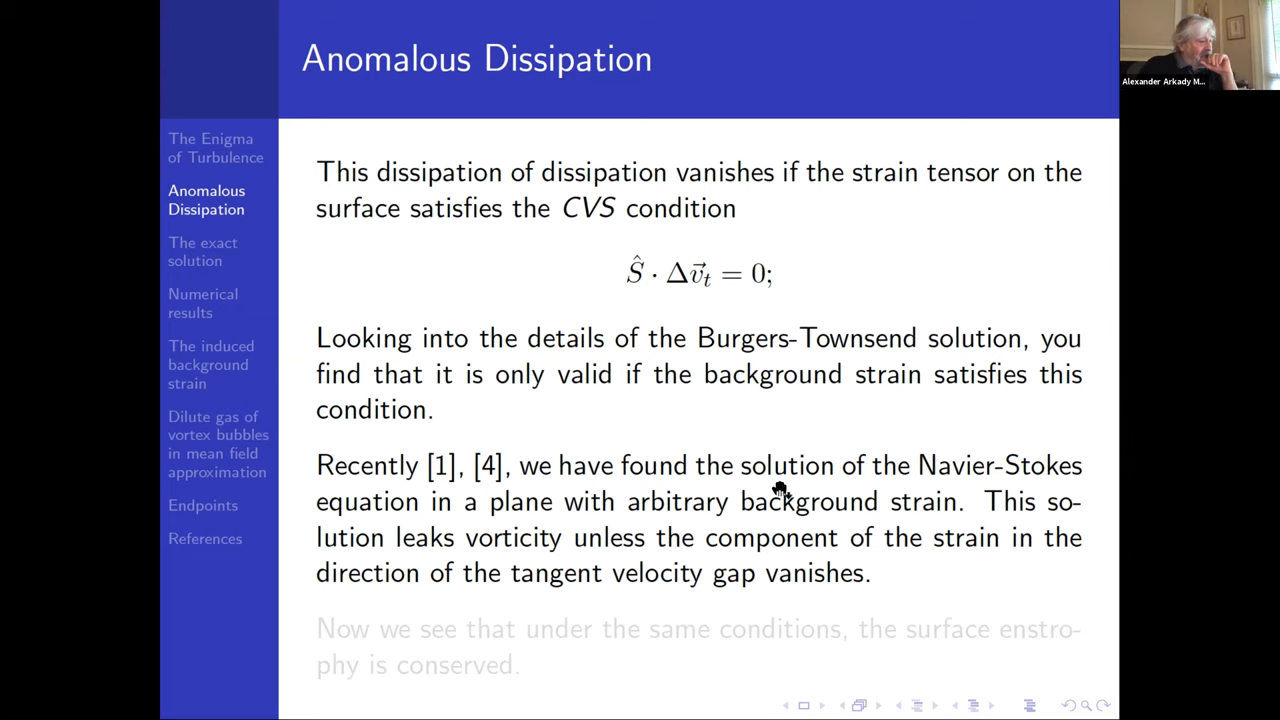 Anomalous Dissipation
Alexander Arkady M...
The Enigma
of Turbulence
Anomalous
Dissipation
The exact
solution
Numerical
results
The induced
background
strain
Dilute gas of
vortex bubbles
in mean field
approximation
Endpoints
References
This dissipation of dissipation vanishes if the strain tensor on the
surface satisfies the CVS condition
Ŝ · Δv⃗ₜ = 0;
Looking into the details of the Burgers-Townsend solution, you
find that it is only valid if the background strain satisfies this
condition.
Recently [1], [4], we have found the solution of the Navier-Stokes
equation in a plane with arbitrary background strain. This so-
lution leaks vorticity unless the component of the strain in the
direction of the tangent velocity gap vanishes.
Now we see that under the same conditions, the surface enstro-
phy is conserved.